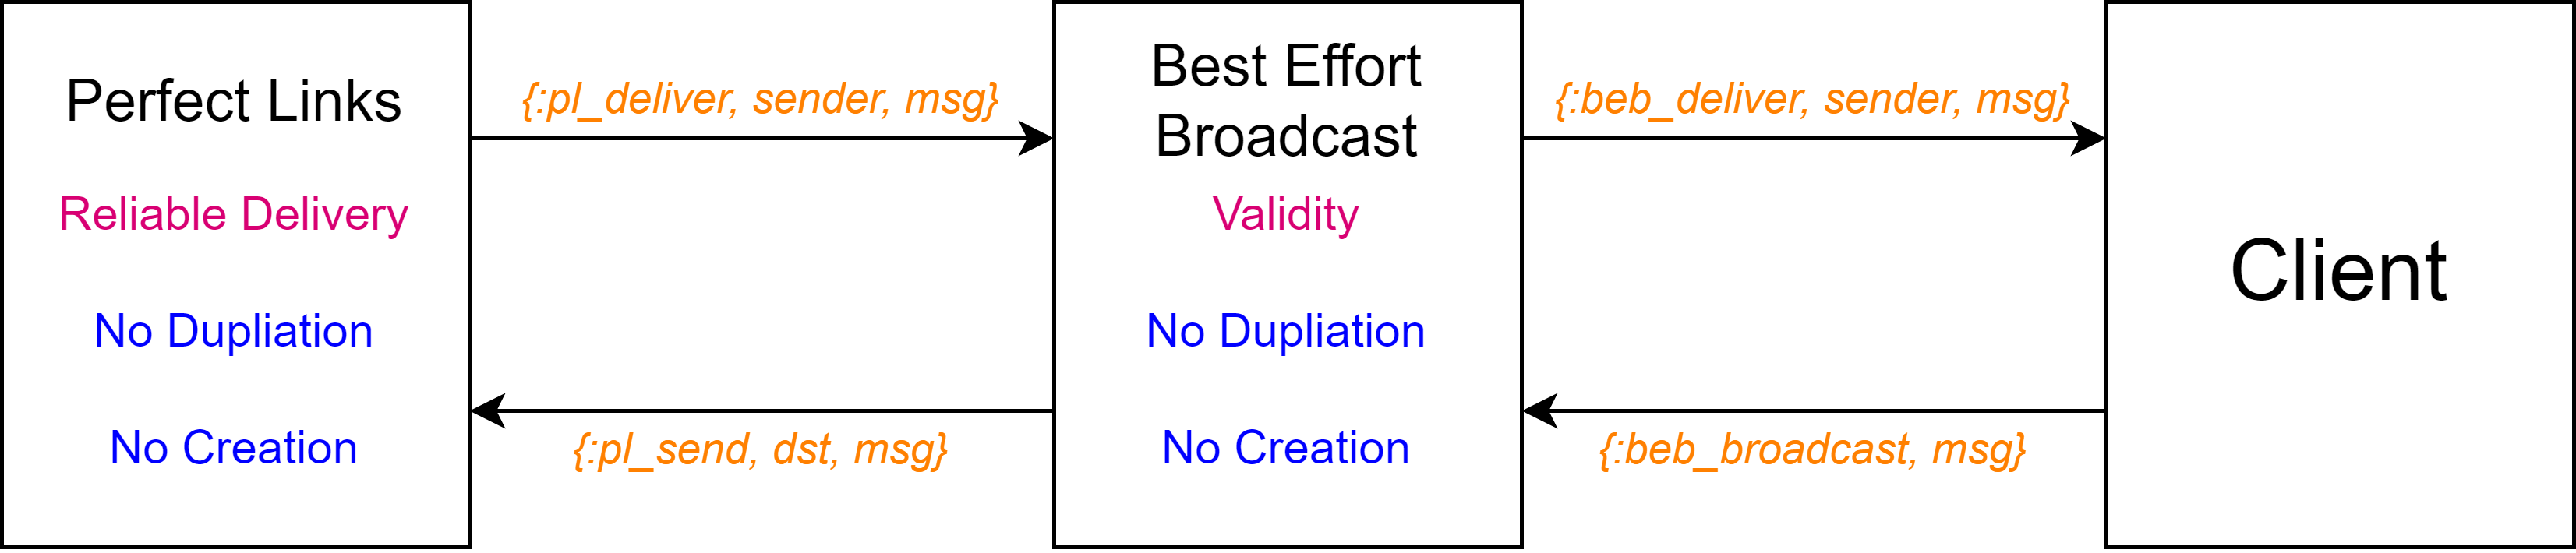 Perfect Links
Reliable Delivery
No Dupliation
No Creation
{:pl_deliver, sender, msg}
{:pl_send, dst, msg}
Best Effort
Broadcast
Validity
No Dupliation
No Creation
{:beb_deliver, sender, msg}
{:beb_broadcast, msg}
Client